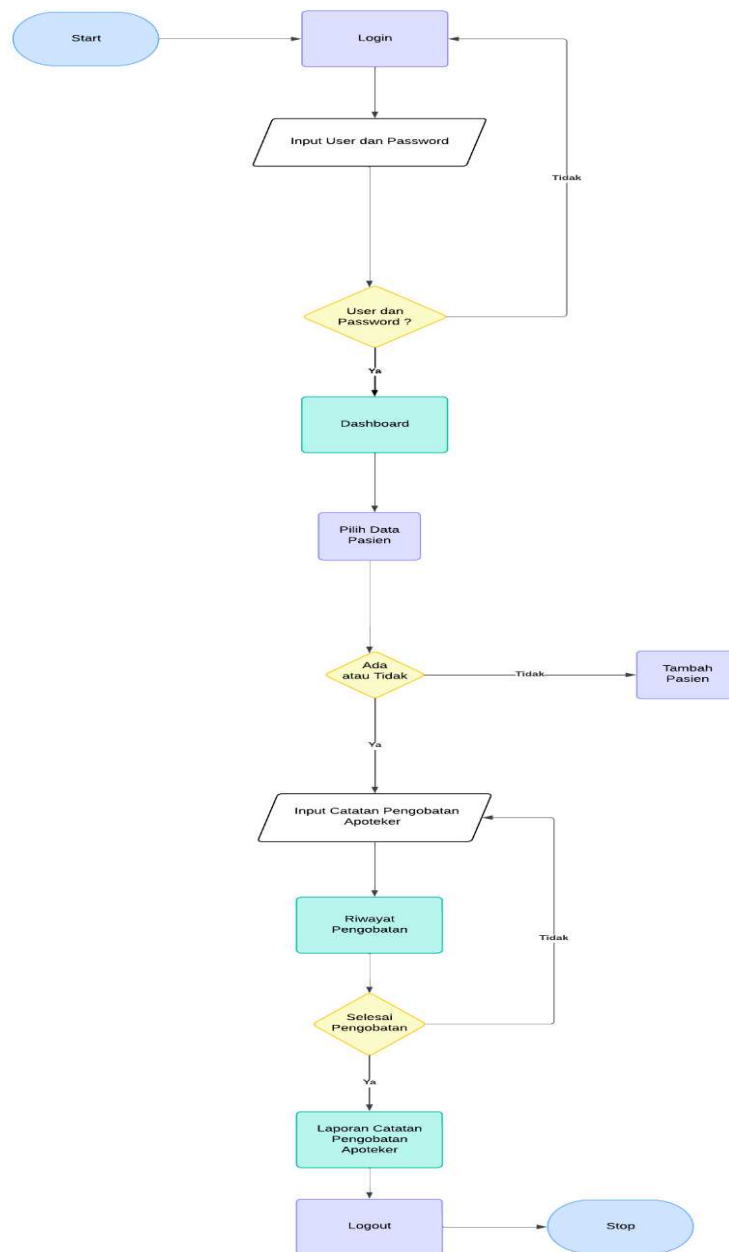 Start
Login
Input User dan Password
Tidak
User dan
Password ?
Ya
Dashboard
Pilih Data
Pasien
Ada
atau Tidak
Tidak
Tambah
Pasien
Ya
Input Catatan Pengobatan
Apoteker
Riwayat
Pengobatan
Tidak
Selesai
Pengobatan
Ya
Laporan Catatan
Pengobatan
Apoteker
Logout
Stop